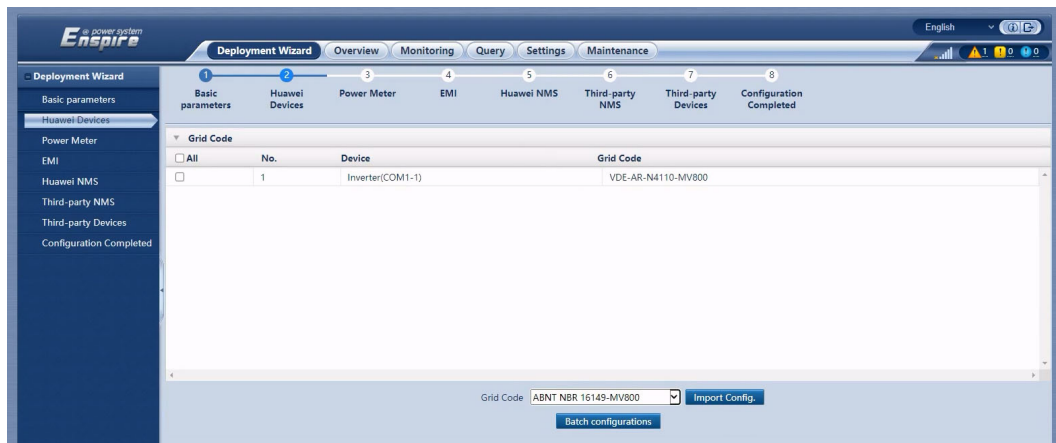 Enspire
@ power system
English
Deployment Wizard Overview Monitoring Query Settings Maintenance
1 0 0
Deployment Wizard
Basic parameters
Huawei Devices
Power Meter
EMI
Huawei NMS
Third-party NMS
Third-party Devices
Configuration Completed
1 2 3 4 5 6 7 8
Basic parameters
Huawei Devices
Power Meter
EMI
Huawei NMS
Third-party NMS
Third-party Devices
Configuration Completed
Grid Code
All No. Device Grid Code
1 Inverter(COM1-1) VDE-AR-N4110-MV800
Grid Code ABNT NBR 16149-MV800 Import Config.
Batch configurations